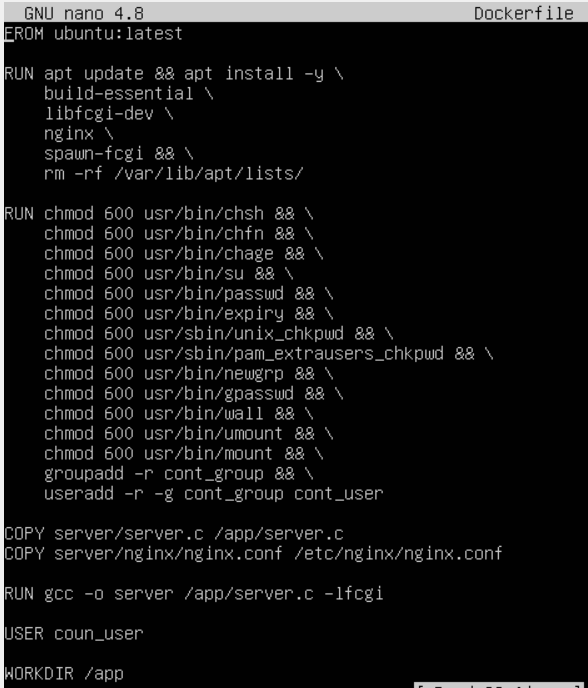 GNU nano 4.8 Dockerfile
FROM ubuntu:latest
RUN apt update && apt install -y \
build-essential \
libfcgi-dev \
nginx \
spawn-fcgi && \
rm -rf /var/lib/apt/lists/
RUN chmod 600 usr/bin/chsh && \
chmod 600 usr/bin/chfn && \
chmod 600 usr/bin/chage && \
chmod 600 usr/bin/su && \
chmod 600 usr/bin/passwd && \
chmod 600 usr/bin/expiry && \
chmod 600 usr/sbin/unix_chkpwd && \
chmod 600 usr/sbin/pam_extrausers_chkpwd && \
chmod 600 usr/bin/newgrp && \
chmod 600 usr/bin/gpasswd && \
chmod 600 usr/bin/wall && \
chmod 600 usr/bin/umount && \
chmod 600 usr/bin/mount && \
groupadd -r cont_group && \
useradd -r -g cont_group cont_user
COPY server/server.c /app/server.c
COPY server/nginx/nginx.conf /etc/nginx/nginx.conf
RUN gcc -o server /app/server.c -lfcgi
USER coun_user
WORKDIR /app